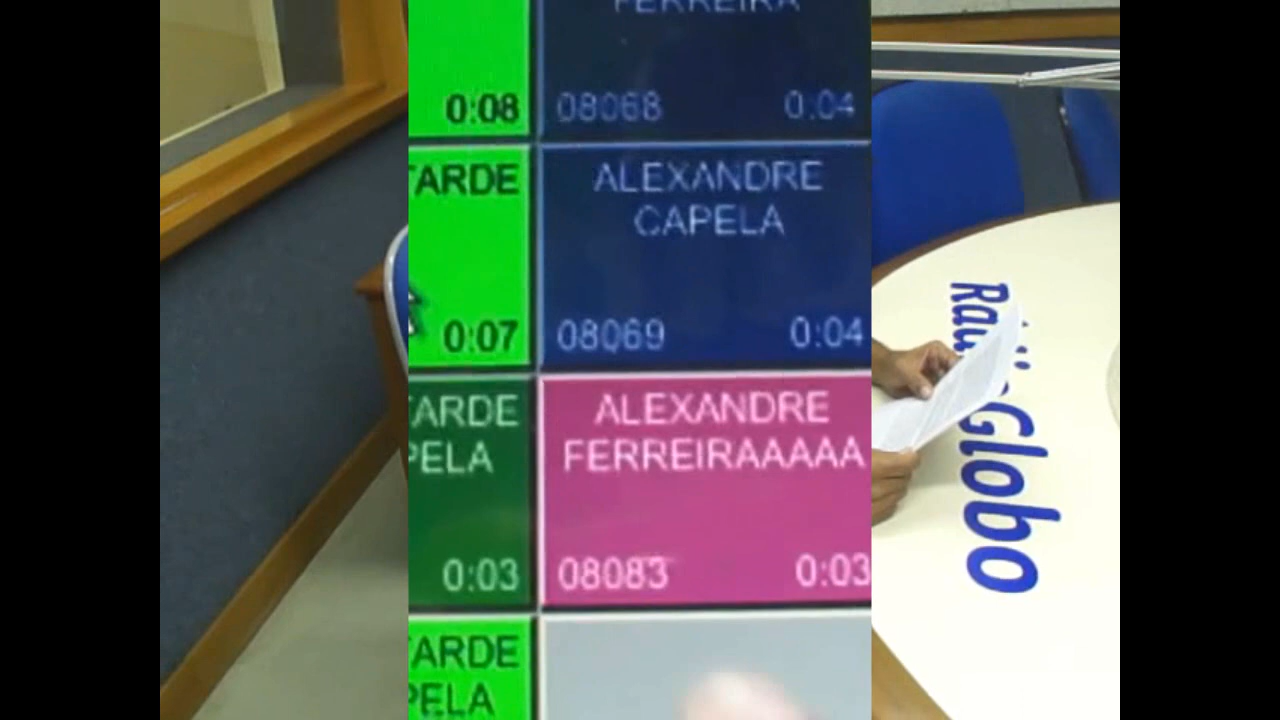 FERREIRA
0:08
08068 0:04
TARDE
ALEXANDRE
CAPELA
0:07
08069 0:04
TARDE
PELA
ALEXANDRE
FERREIRAAAAA
0:03
08083 0:03
TARDE
PELA
Globo